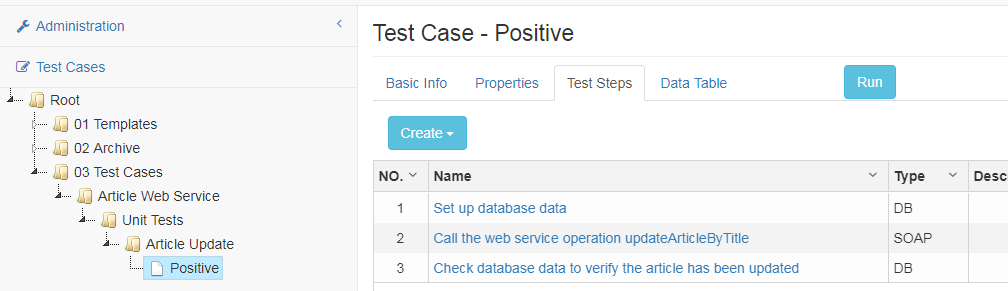 Administration
Test Cases
Root
01 Templates
02 Archive
03 Test Cases
Article Web Service
Unit Tests
Article Update
Positive
Test Case - Positive
Basic Info Properties Test Steps Data Table Run
Create
NO. Name Type Desc
1 Set up database data DB
2 Call the web service operation updateArticleByTitle SOAP
3 Check database data to verify the article has been updated DB